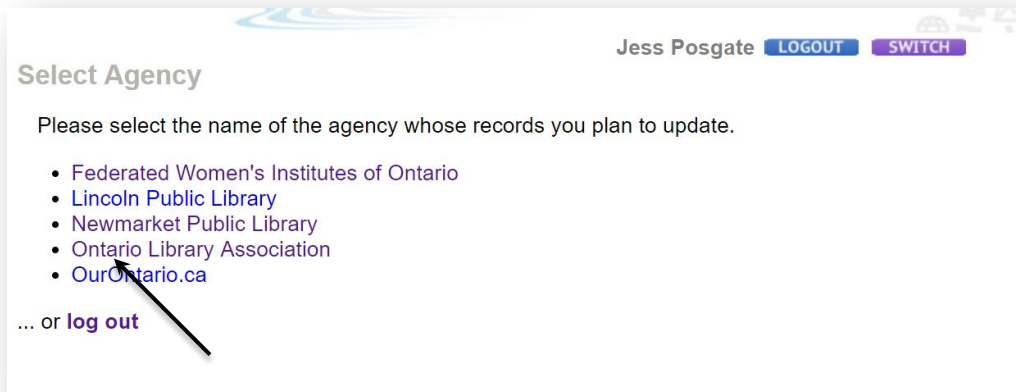 Jess Posgate LOGOUT SWITCH
Select Agency
Please select the name of the agency whose records you plan to update.
• Federated Women's Institutes of Ontario
• Lincoln Public Library
• Newmarket Public Library
• Ontario Library Association
• OurOntario.ca
... or log out